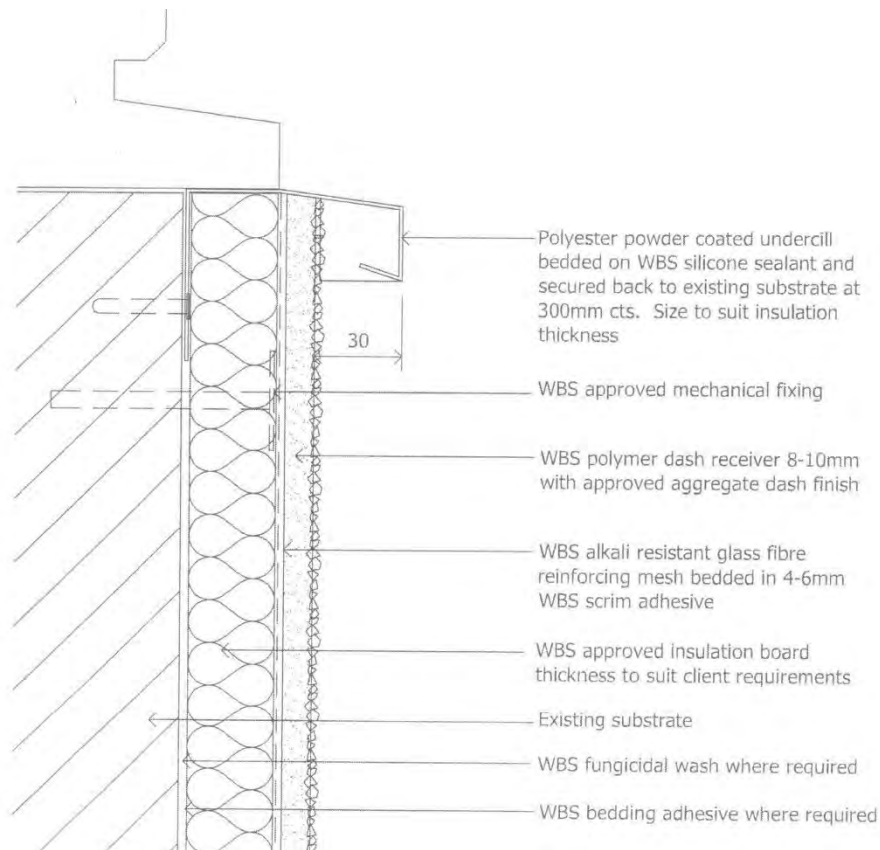 Polyester powder coated undercill
bedded on WBS silicone sealant and
secured back to existing substrate at
300mm cts. Size to suit insulation
thickness
30
WBS approved mechanical fixing
WBS polymer dash receiver 8-10mm
with approved aggregate dash finish
WBS alkali resistant glass fibre
reinforcing mesh bedded in 4-6mm
WBS scrim adhesive
WBS approved insulation board
thickness to suit client requirements
Existing substrate
WBS fungicidal wash where required
WBS bedding adhesive where required